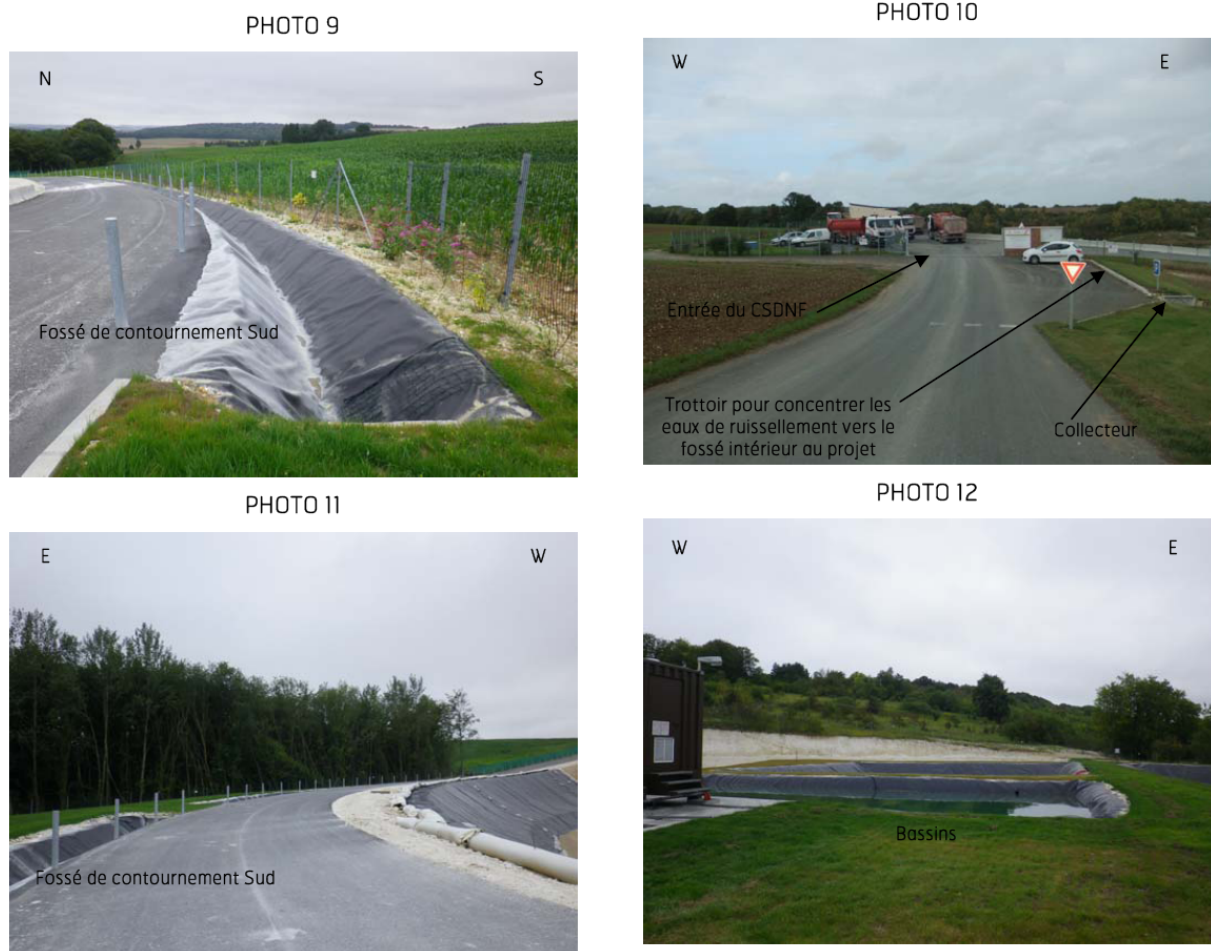 PHOTO 9
N
S
Fossé de contournement Sud
PHOTO 10
W
E
Entrée du CSDNF
Trottoir pour concentrer les
eaux de ruissellement vers le
fossé intérieur au projet
Collecteur
PHOTO 11
E
W
Fossé de contournement Sud
PHOTO 12
W
E
Bassins